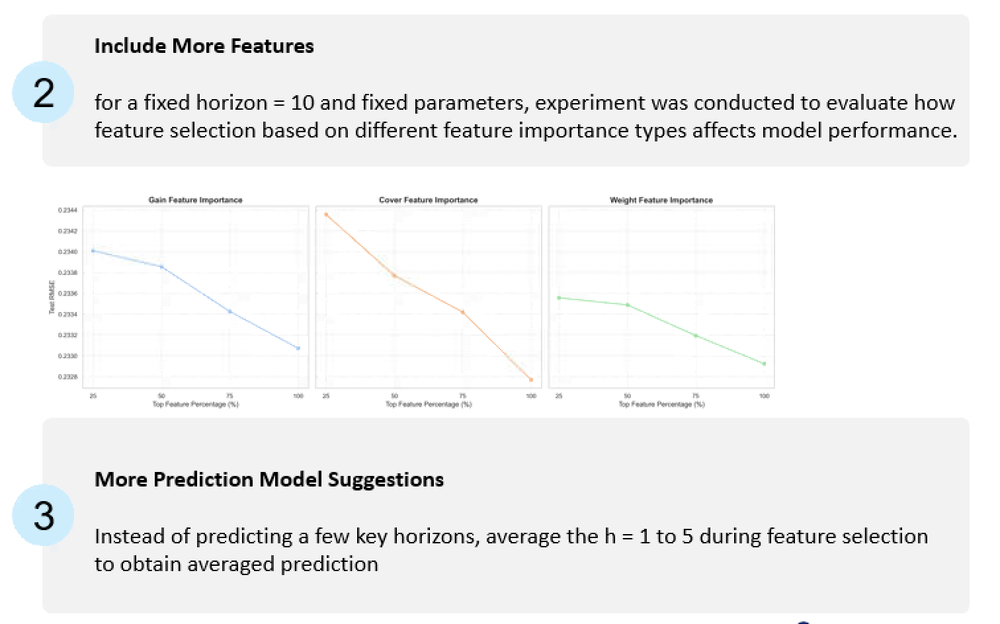 Include More Features
2
for a fixed horizon = 10 and fixed parameters, experiment was conducted to evaluate how
feature selection based on different feature importance types affects model performance.
Gain Feature Importance
Cover Feature Importance
Weight Feature Importance
0.2344
0.2342
0.2340
0.2338
0.2336
0.2334
0.2332
0.2330
0.2328
Test RMSE
25 50 75 100
25 50 75 100
25 50 75 100
Top Feature Percentage (%)
Top Feature Percentage (%)
Top Feature Percentage (%)
More Prediction Model Suggestions
3
Instead of predicting a few key horizons, average the h = 1 to 5 during feature selection
to obtain averaged prediction